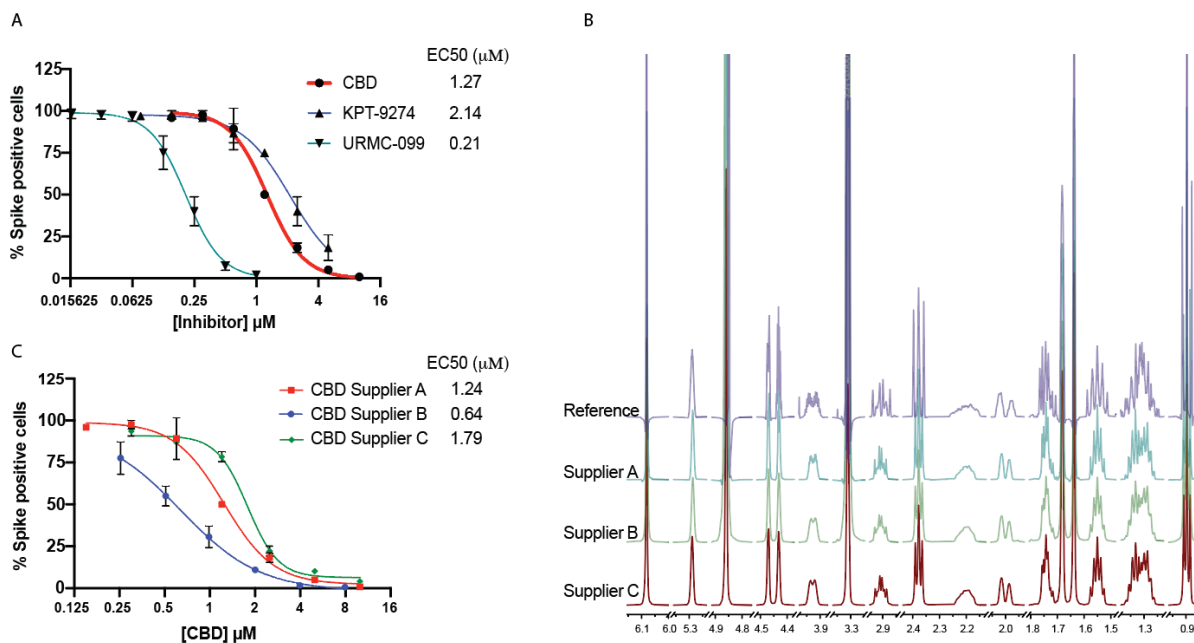 A
EC50 (μM)
CBD 1.27
KPT-9274 2.14
URMC-099 0.21
125
100
75
50
25
0
% Spike positive cells
0.015625 0.0625 0.25 1 4 16
[Inhibitor] μM
B
Reference
Supplier A
Supplier B
Supplier C
6.1 6.0 5.3 4.9 4.8 4.5 4.4 3.9 3.3 2.9 2.4 2.2 2.0 1.8 1.7 1.6 1.5 1.3 0.9
C
EC50 (μM)
CBD Supplier A 1.24
CBD Supplier B 0.64
CBD Supplier C 1.79
125
100
75
50
25
0
% Spike positive cells
0.125 0.25 0.5 1 2 4 8 16
[CBD] μM